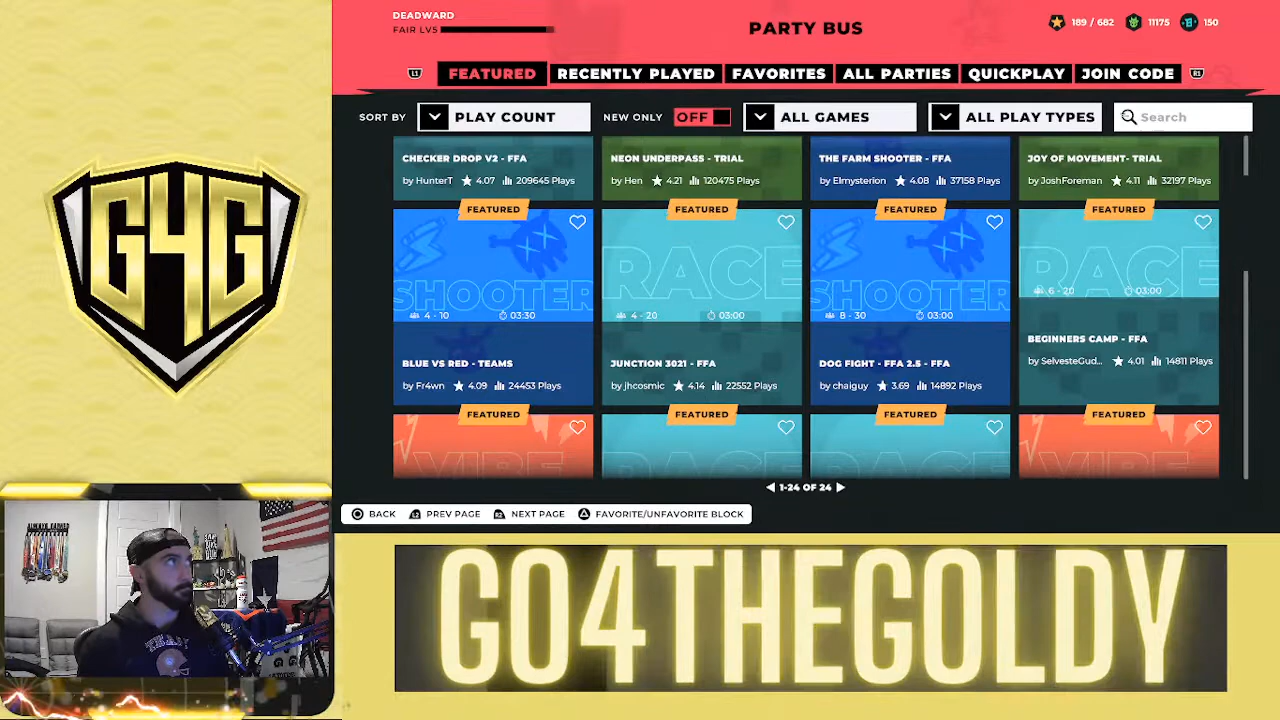 DEADWARD
FAIR LV5
PARTY BUS
189 / 682
11175
150
L1
FEATURED
RECENTLY PLAYED
FAVORITES
ALL PARTIES
QUICKPLAY
JOIN CODE
R1
SORT BY
PLAY COUNT
NEW ONLY
OFF
ALL GAMES
ALL PLAY TYPES
Search
CHECKER DROP V2 - FFA
by HunterT 4.07 209645 Plays
NEON UNDERPASS - TRIAL
by Hen 4.21 120475 Plays
THE FARM SHOOTER - FFA
by Elmysterion 4.08 37158 Plays
JOY OF MOVEMENT- TRIAL
by JoshForeman 4.11 32197 Plays
FEATURED
SHOOTER
4 - 10 03:30
BLUE VS RED - TEAMS
by Fr4wn 4.09 24453 Plays
FEATURED
RACE
4 - 20 03:00
JUNCTION 3021 - FFA
by jhcosmic 4.14 22552 Plays
FEATURED
SHOOTER
8 - 30 03:00
DOG FIGHT - FFA 2.5 - FFA
by chaiguy 3.69 14892 Plays
FEATURED
RACE
6 - 20 03:00
BEGINNERS CAMP - FFA
by SelvesteGud... 4.01 14811 Plays
FEATURED
VIBE
FEATURED
RACE
FEATURED
RACE
FEATURED
VIBE
1-24 OF 24
BACK
L2 PREV PAGE
R2 NEXT PAGE
FAVORITE/UNFAVORITE BLOCK
G4G
GO4THEGOLDY